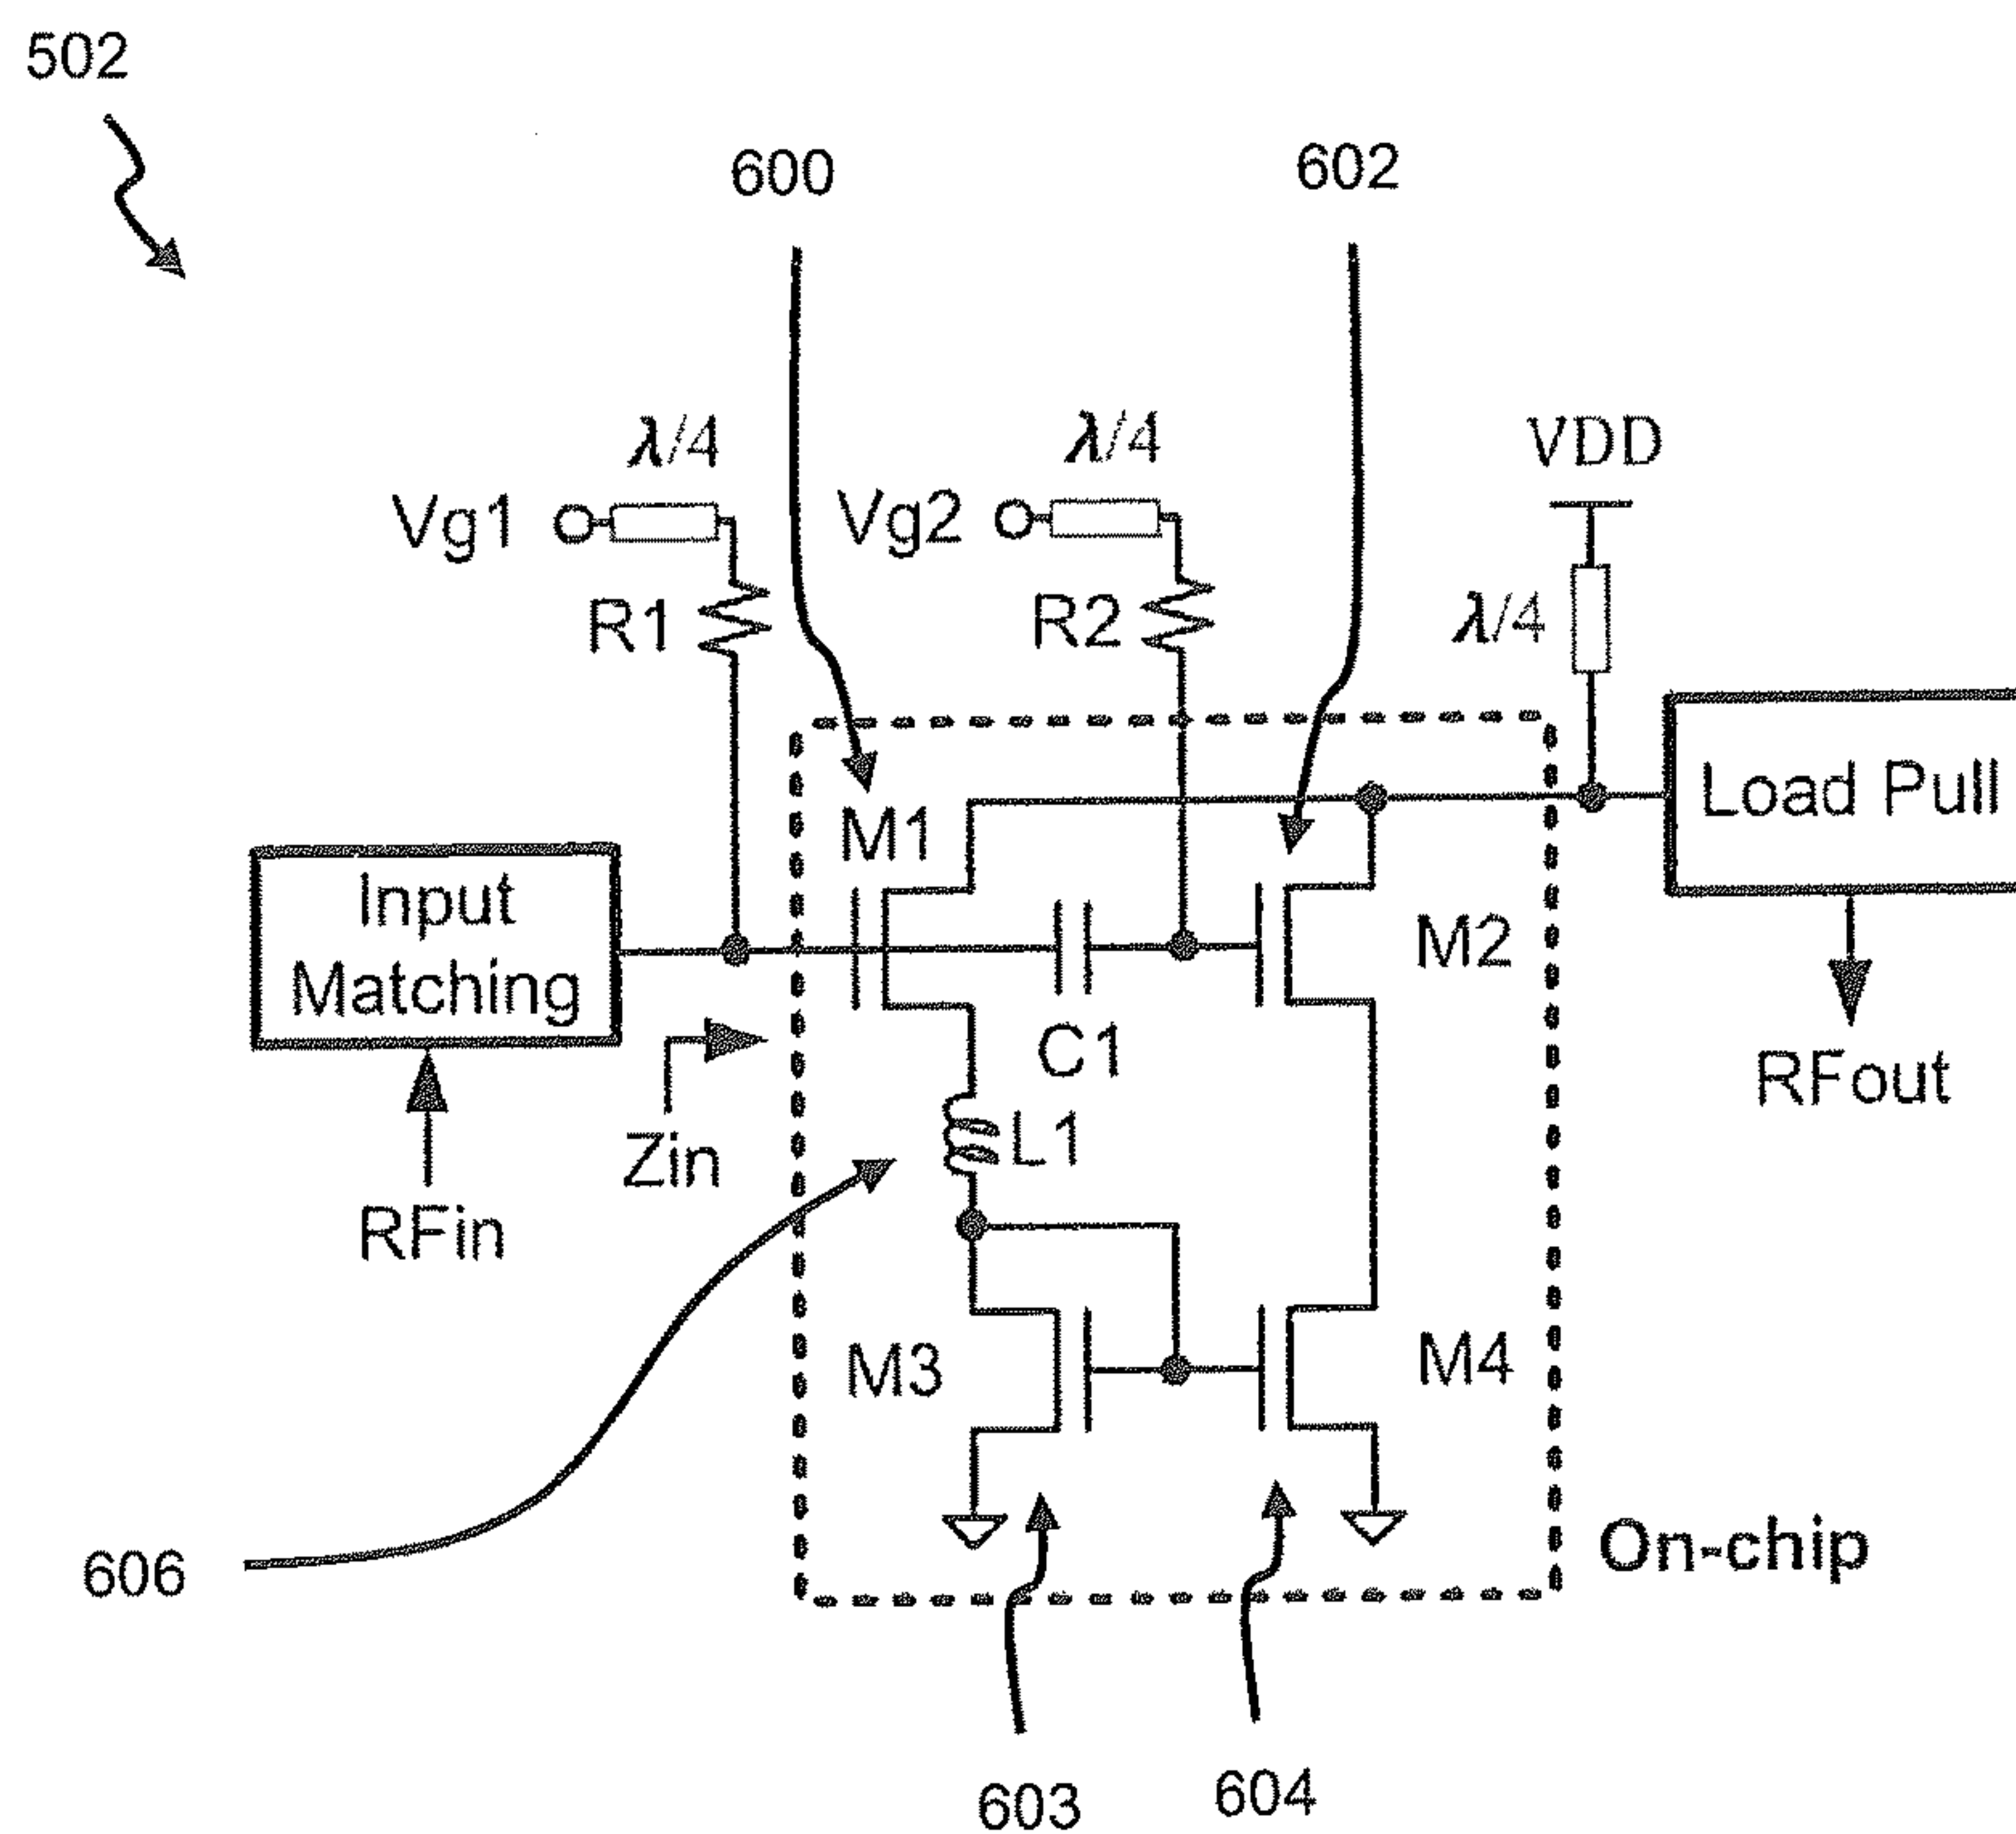 502
600
602
λ/4
λ/4
VDD
Vg1
Vg2
R1
R2
λ/4
Load Pull
M1
Input
Matching
M2
C1
RFout
Zin
L1
RFin
M3
M4
On-chip
606
603
604